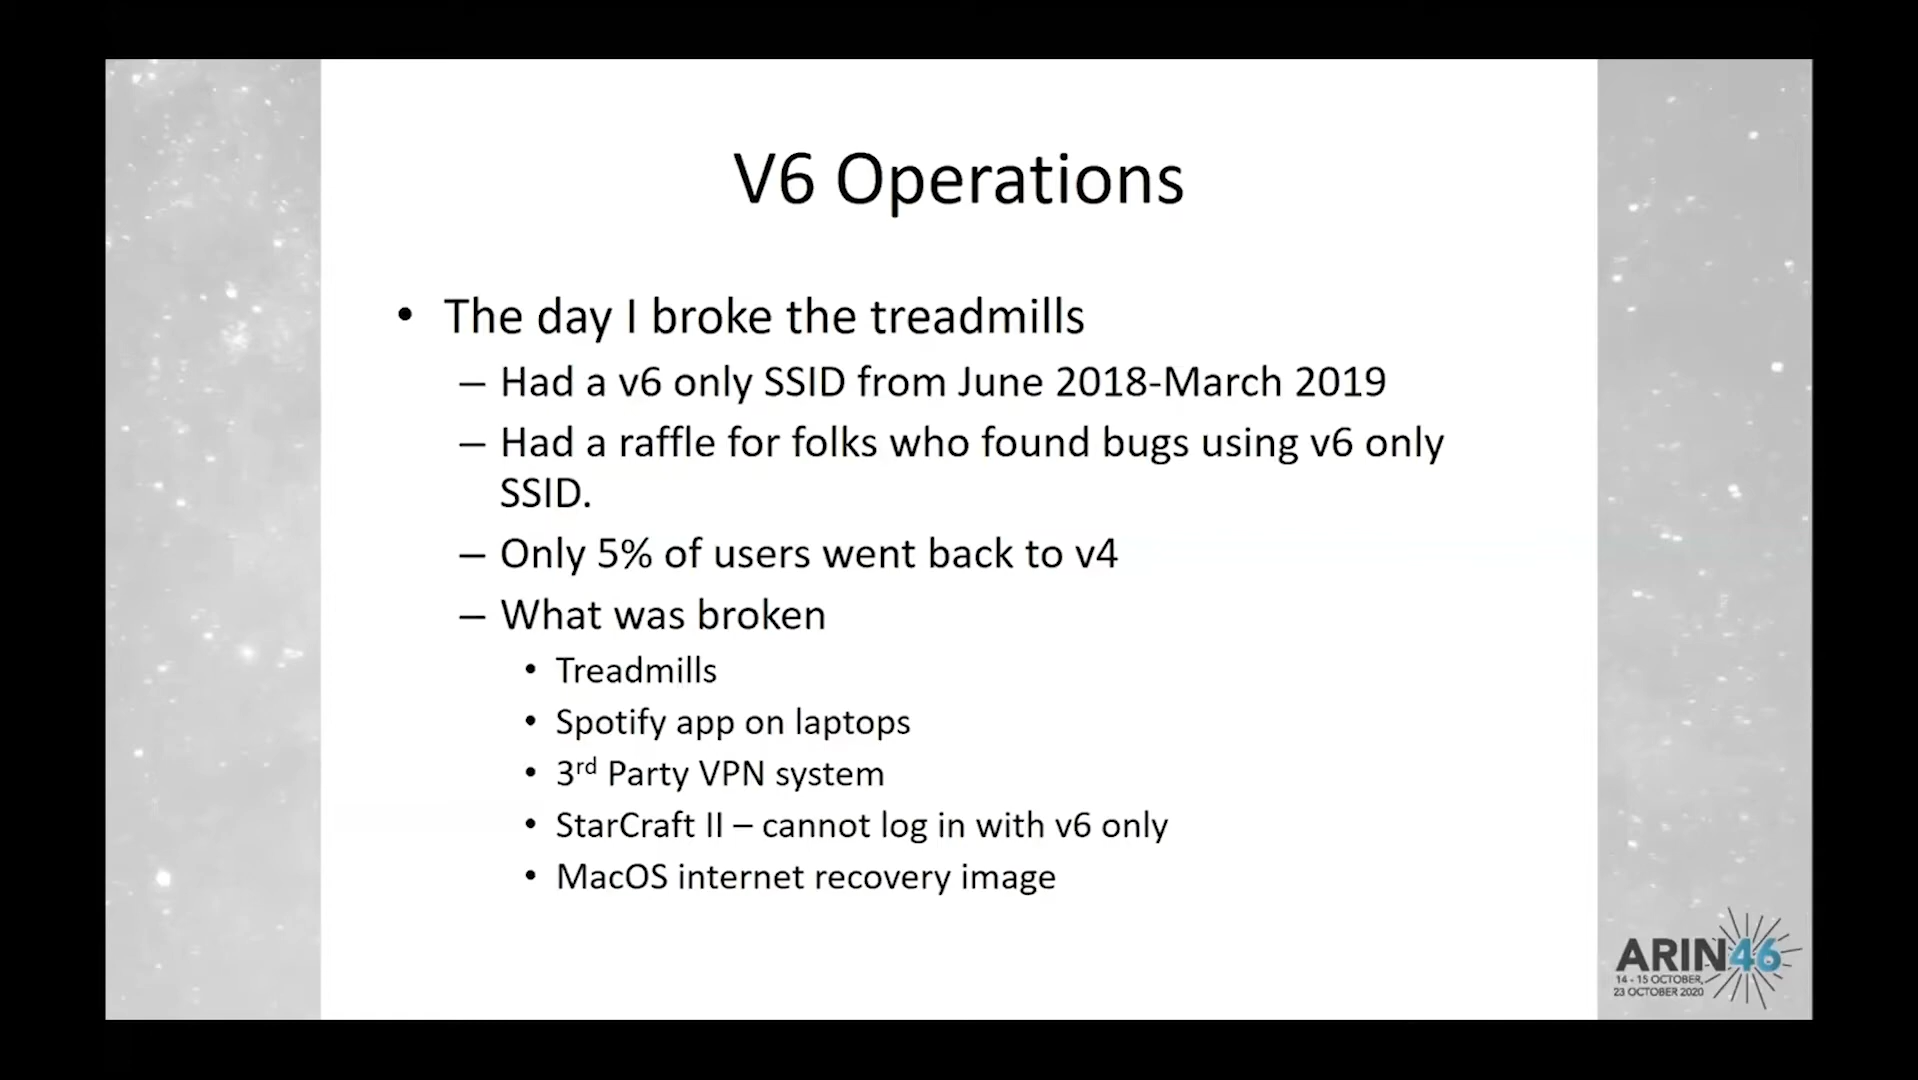 V6 Operations
• The day I broke the treadmills
– Had a v6 only SSID from June 2018-March 2019
– Had a raffle for folks who found bugs using v6 only
SSID.
– Only 5% of users went back to v4
– What was broken
• Treadmills
• Spotify app on laptops
• 3rd Party VPN system
• StarCraft II – cannot log in with v6 only
• MacOS internet recovery image
ARIN46
14 - 15 OCTOBER,
23 OCTOBER 2020